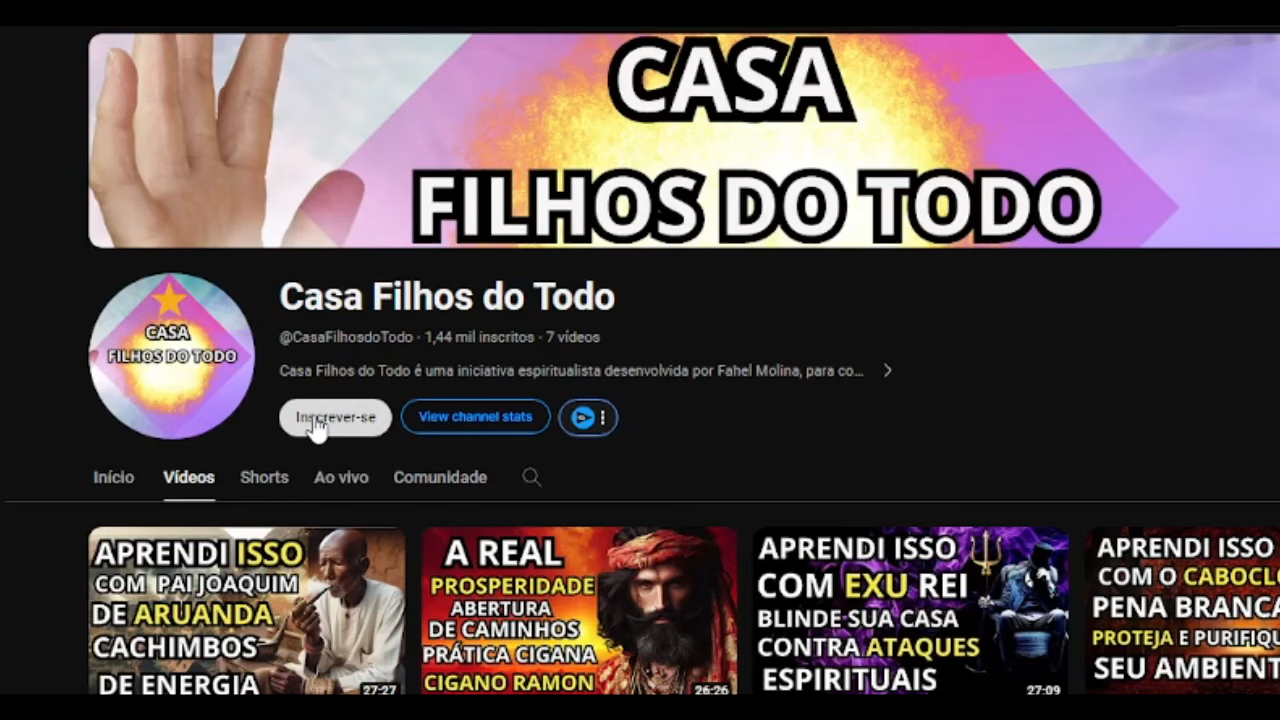 CASA
FILHOS DO TODO
CASA
FILHOS DO TODO
Casa Filhos do Todo
@CasaFilhosdoTodo · 1,44 mil inscritos · 7 vídeos
Casa Filhos do Todo é uma iniciativa espiritualista desenvolvida por Fahel Molina, para co...
Inscrever-se
View channel stats
Início
Vídeos
Shorts
Ao vivo
Comunidade
APRENDI ISSO
COM PAI JOAQUIM
DE ARUANDA
CACHIMBOS
DE ENERGIA
27:27
A REAL
PROSPERIDADE
ABERTURA
DE CAMINHOS
PRÁTICA CIGANA
CIGANO RAMON
26:26
APRENDI ISSO
COM EXU REI
BLINDE SUA CASA
CONTRA ATAQUES
ESPIRITUAIS
27:09
APRENDI ISSO
COM O CABOCLO
PENA BRANCA
PROTEJA E PURIFIQU
SEU AMBIENT